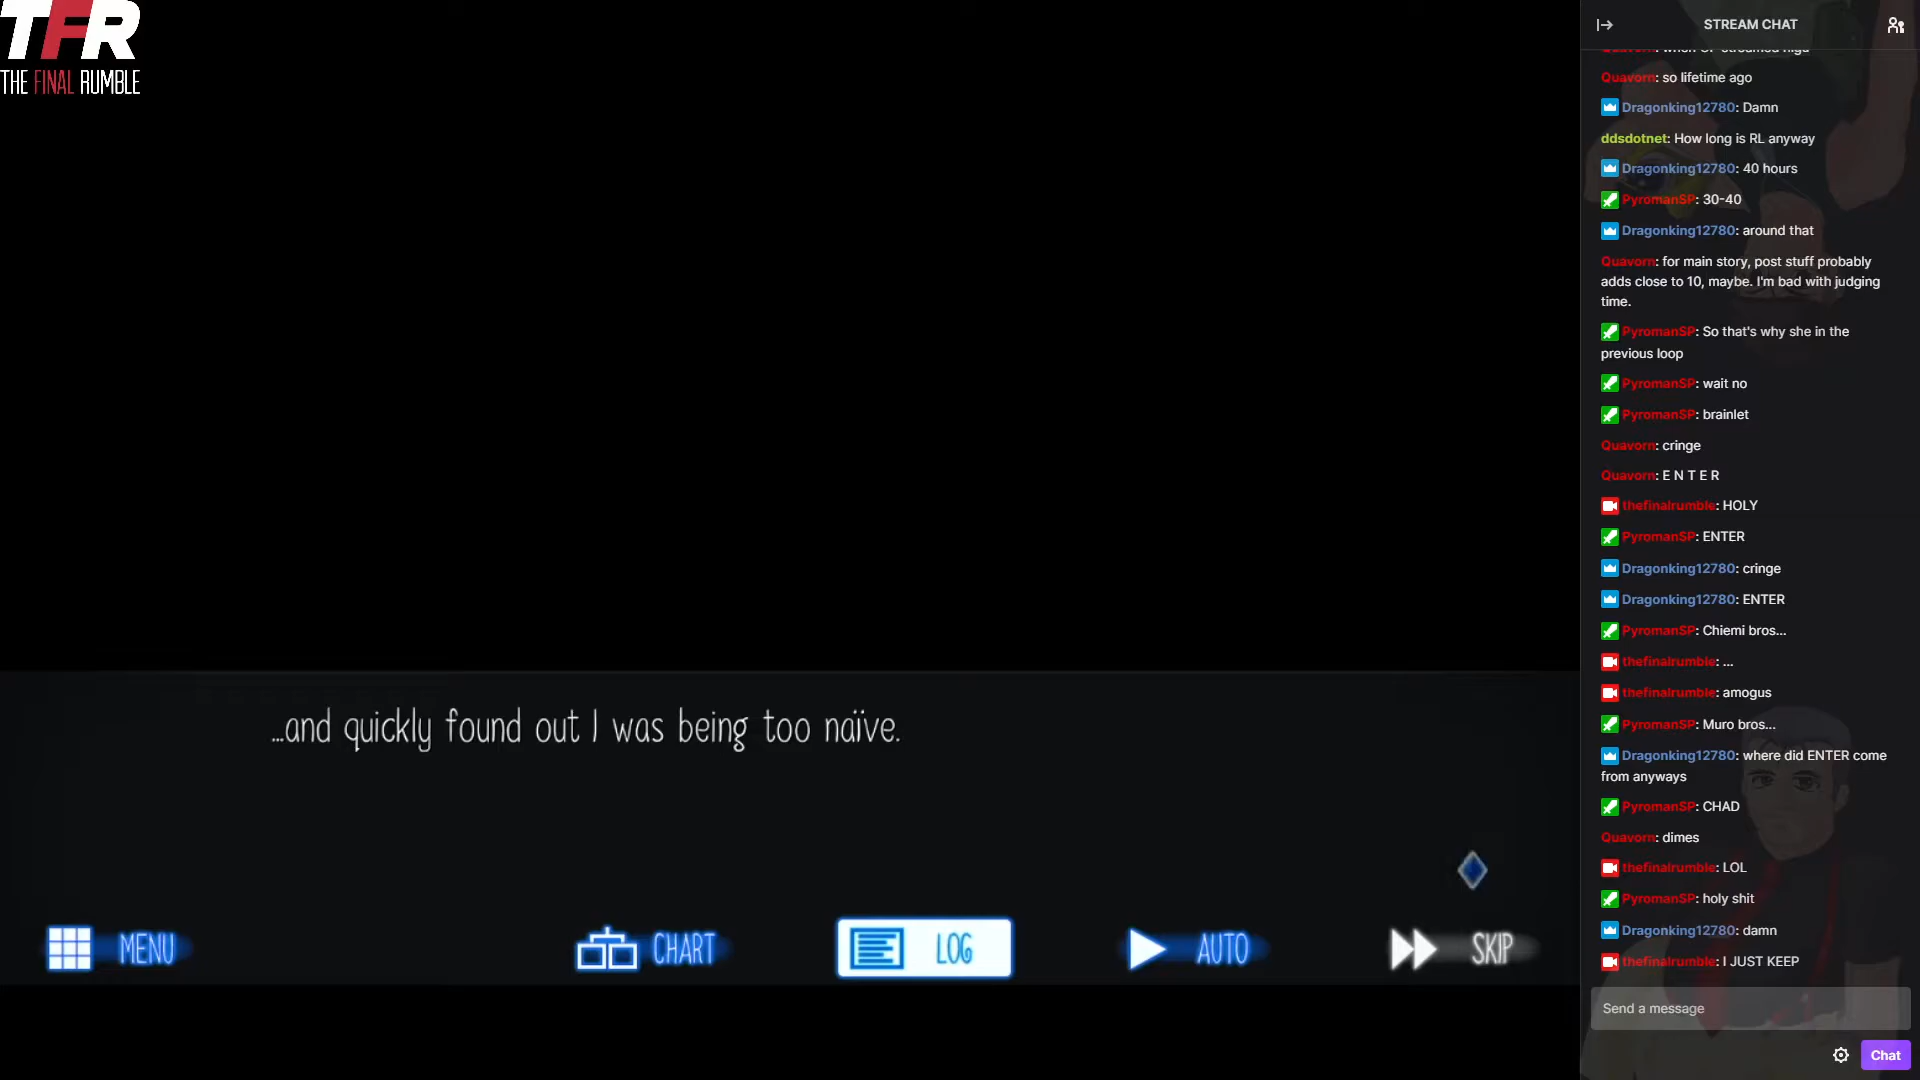 TFR
THE FINAL RUMBLE
...and quickly found out I was being too naïve.
MENU
CHART
LOG
AUTO
SKIP
STREAM CHAT
Quavorn: so lifetime ago
Dragonking12780: Damn
ddsdotnet: How long is RL anyway
Dragonking12780: 40 hours
PyromanSP: 30-40
Dragonking12780: around that
Quavorn: for main story, post stuff probably
adds close to 10, maybe. I'm bad with judging
time.
PyromanSP: So that's why she in the
previous loop
PyromanSP: wait no
PyromanSP: brainlet
Quavorn: cringe
Quavorn: E N T E R
thefinalrumble: HOLY
PyromanSP: ENTER
Dragonking12780: cringe
Dragonking12780: ENTER
PyromanSP: Chiemi bros...
thefinalrumble: ...
thefinalrumble: amogus
PyromanSP: Muro bros...
Dragonking12780: where did ENTER come
from anyways
PyromanSP: CHAD
Quavorn: dimes
thefinalrumble: LOL
PyromanSP: holy shit
Dragonking12780: damn
thefinalrumble: I JUST KEEP
Send a message
Chat